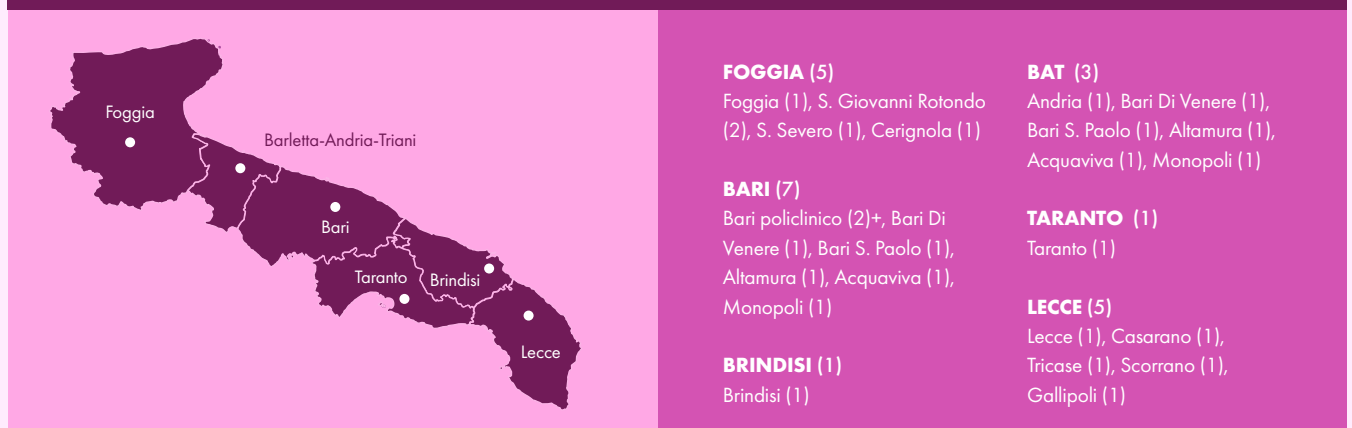 Foggia
Barletta-Andria-Triani
Bari
Taranto
Brindisi
Lecce
FOGGIA (5)
Foggia (1), S. Giovanni Rotondo
(2), S. Severo (1), Cerignola (1)
BARI (7)
Bari policlinico (2)+, Bari Di
Venere (1), Bari S. Paolo (1),
Altamura (1), Acquaviva (1),
Monopoli (1)
BRINDISI (1)
Brindisi (1)
BAT (3)
Andria (1), Bari Di Venere (1),
Bari S. Paolo (1), Altamura (1),
Acquaviva (1), Monopoli (1)
TARANTO (1)
Taranto (1)
LECCE (5)
Lecce (1), Casarano (1),
Tricase (1), Scorrano (1),
Gallipoli (1)